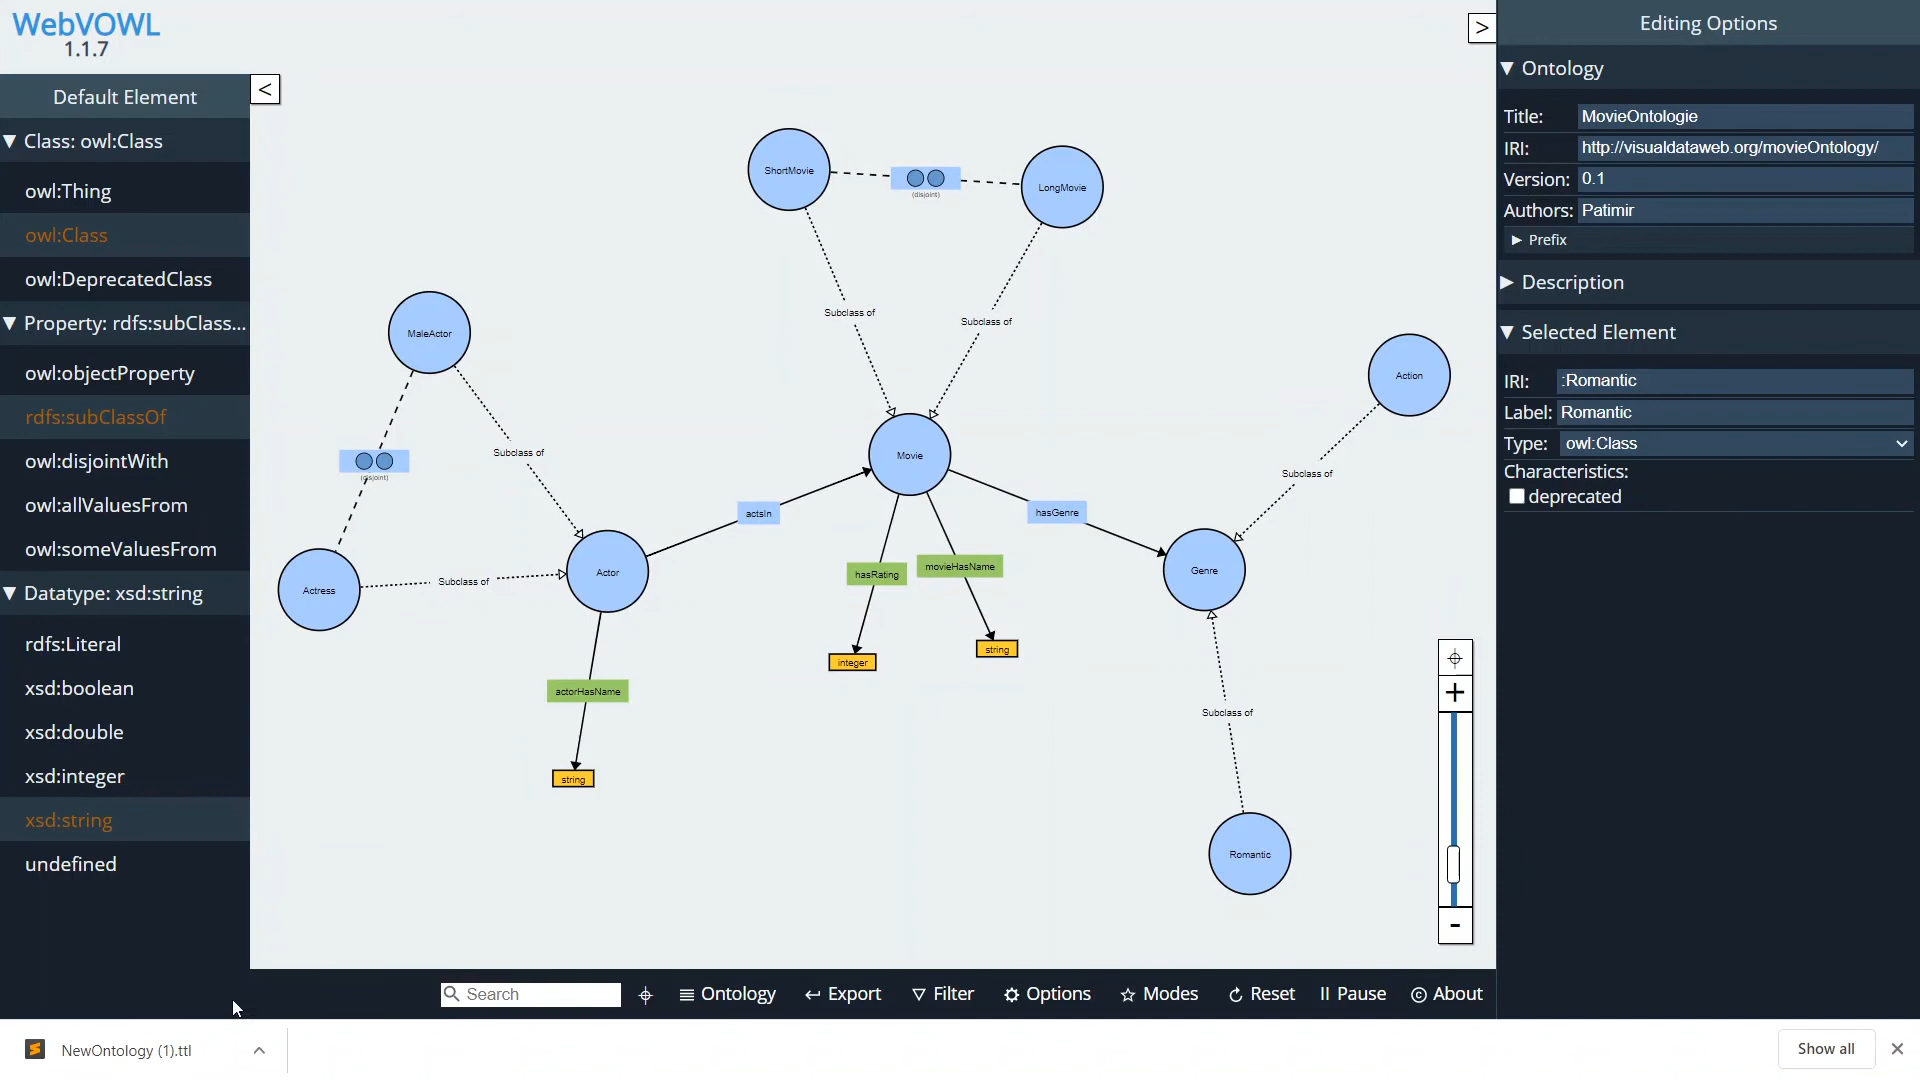 WebVOWL
1.1.7
Default Element
Class: owl:Class
owl:Thing
owl:Class
owl:DeprecatedClass
Property: rdfs:subClass...
owl:objectProperty
rdfs:subClassOf
owl:disjointWith
owl:allValuesFrom
owl:someValuesFrom
Datatype: xsd:string
rdfs:Literal
xsd:boolean
xsd:double
xsd:integer
xsd:string
undefined
<
>
ShortMovie
(disjoint)
LongMovie
Subclass of
Subclass of
MaleActor
Subclass of
(disjoint)
Actress
Subclass of
Actor
actsIn
Movie
hasGenre
hasRating
movieHasName
integer
string
actorHasName
string
Action
Subclass of
Genre
Subclass of
Romantic
+
-
Search
Ontology
Export
Filter
Options
Modes
Reset
Pause
About
Editing Options
Ontology
Title: MovieOntologie
IRI: http://visualdataweb.org/movieOntology/
Version: 0.1
Authors: Patimir
Prefix
Description
Selected Element
IRI: :Romantic
Label: Romantic
Type: owl:Class
Characteristics:
deprecated
NewOntology (1).ttl
Show all